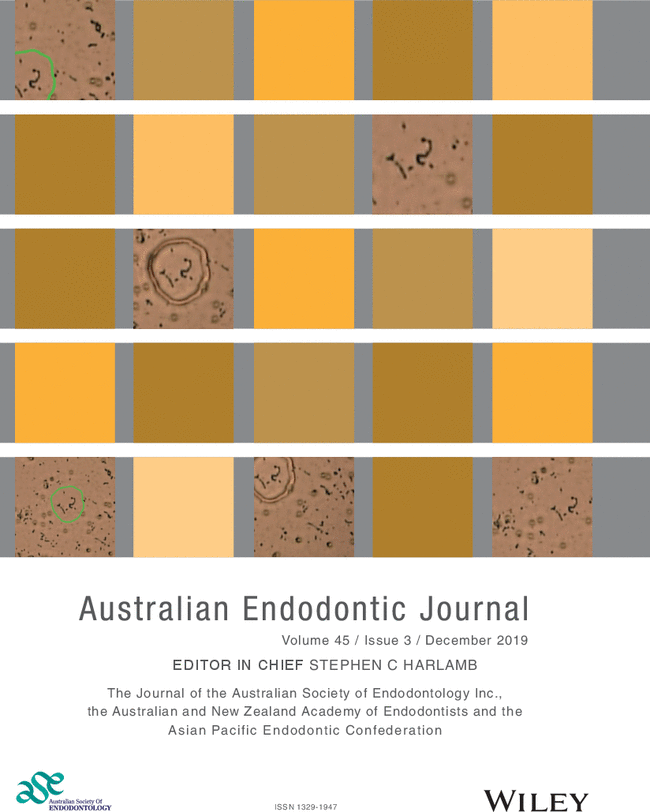 Australian Endodontic Journal
Volume 45 / Issue 3 / December 2019
EDITOR IN CHIEF STEPHEN C HARLAMB
The Journal of the Australian Society of Endodontology Inc.,
the Australian and New Zealand Academy of Endodontists and the
Asian Pacific Endodontic Confederation
ase
Australian Society Of
ENDODONTOLOGY
ISSN 1329-1947
WILEY